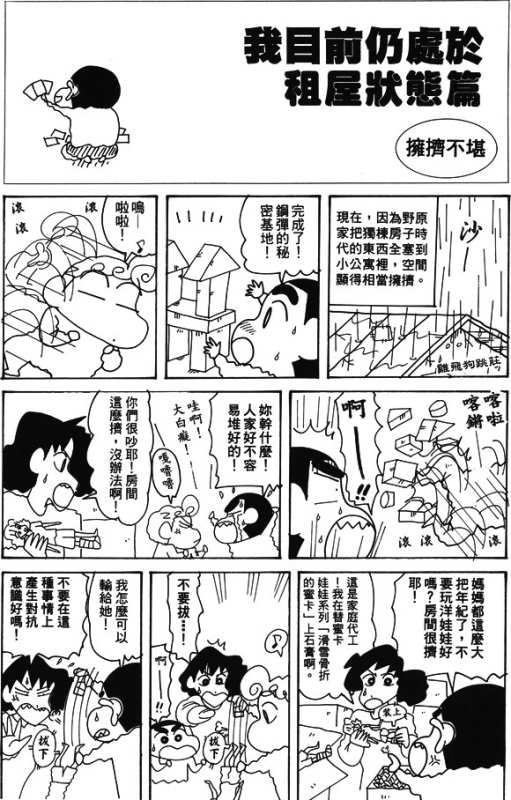 我目前仍處於
租屋狀態篇
擁擠不堪
現在，因為野原
家把獨棟房子時
代的東西全塞到
小公寓裡，空間
顯得相當擁擠。
沙—
雞飛狗跳莊
完成了！
鋼彈的秘
密基地！
嗚—
啦啦！
滾
滾
喀啦
喀鏘
滾
滾
啊
—!!
妳幹什麼！
人家好不容
易堆好的！
哇啊！
大白癡！
嘎嚕嚕
你們很吵耶！房間
這麼擠，沒辦法啊！
媽媽都這麼大
把年紀了，不
要玩洋娃娃好
嗎？房間很擠
耶！
這是家庭代工
！我在替蜜卡
娃娃系列「滑雪骨折
的蜜卡」上石膏啊。
裝上
拔下
不要拔…！
!!
我怎麼可以
輸給她！
不要在這
種事情上
產生對抗
意識好嗎！
拔下